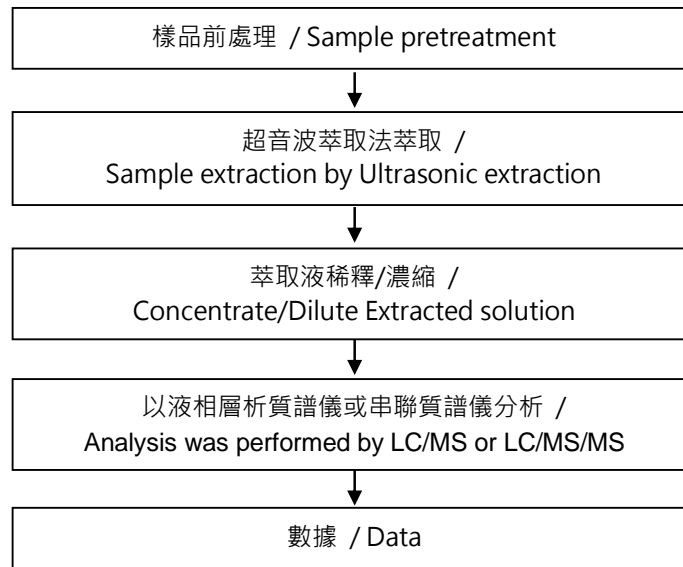 樣品前處理 / Sample pretreatment
超音波萃取法萃取 /
Sample extraction by Ultrasonic extraction
萃取液稀釋/濃縮 /
Concentrate/Dilute Extracted solution
以液相層析質譜儀或串聯質譜儀分析 /
Analysis was performed by LC/MS or LC/MS/MS
數據 / Data